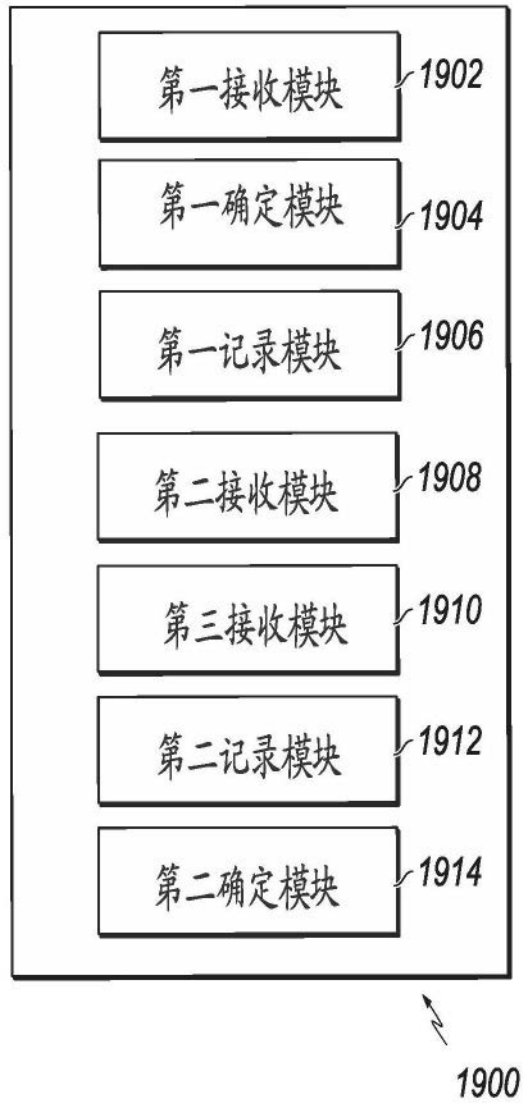 第一接收模块 1902
第一确定模块 1904
第一记录模块 1906
第二接收模块 1908
第三接收模块 1910
第二记录模块 1912
第二确定模块 1914
1900